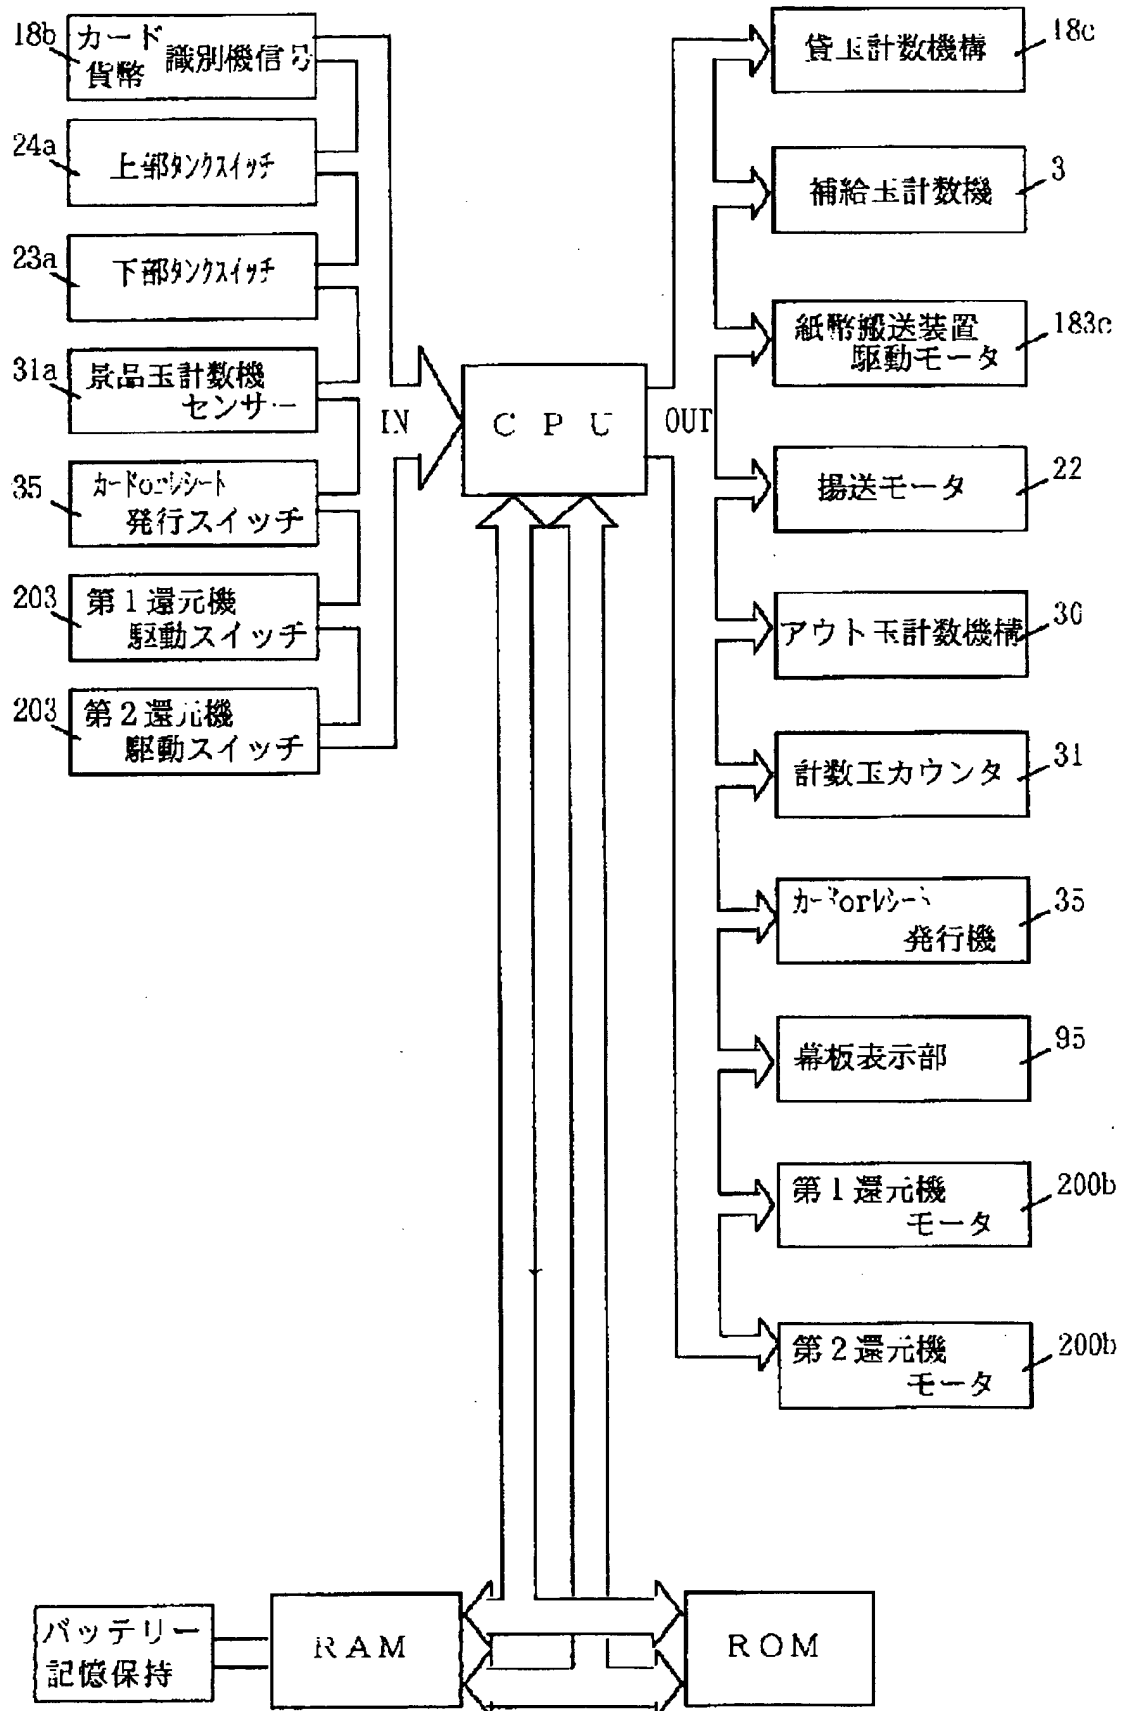 18b
カード
貨幣 識別機信号
24a
上部タンクスイッチ
23a
下部タンクスイッチ
31a
景品玉計数機
センサー
35
カードorレシート
発行スイッチ
203
第1還元機
駆動スイッチ
203
第2還元機
駆動スイッチ
IN
CPU
OUT
貸玉計数機構
18c
補給玉計数機
3
紙幣搬送装置
駆動モータ
183c
揚送モータ
22
アウト玉計数機構
30
計数玉カウンタ
31
カードorレシート
発行機
35
幕板表示部
95
第1還元機
モータ
200b
第2還元機
モータ
200b
バッテリー
記憶保持
RAM
ROM